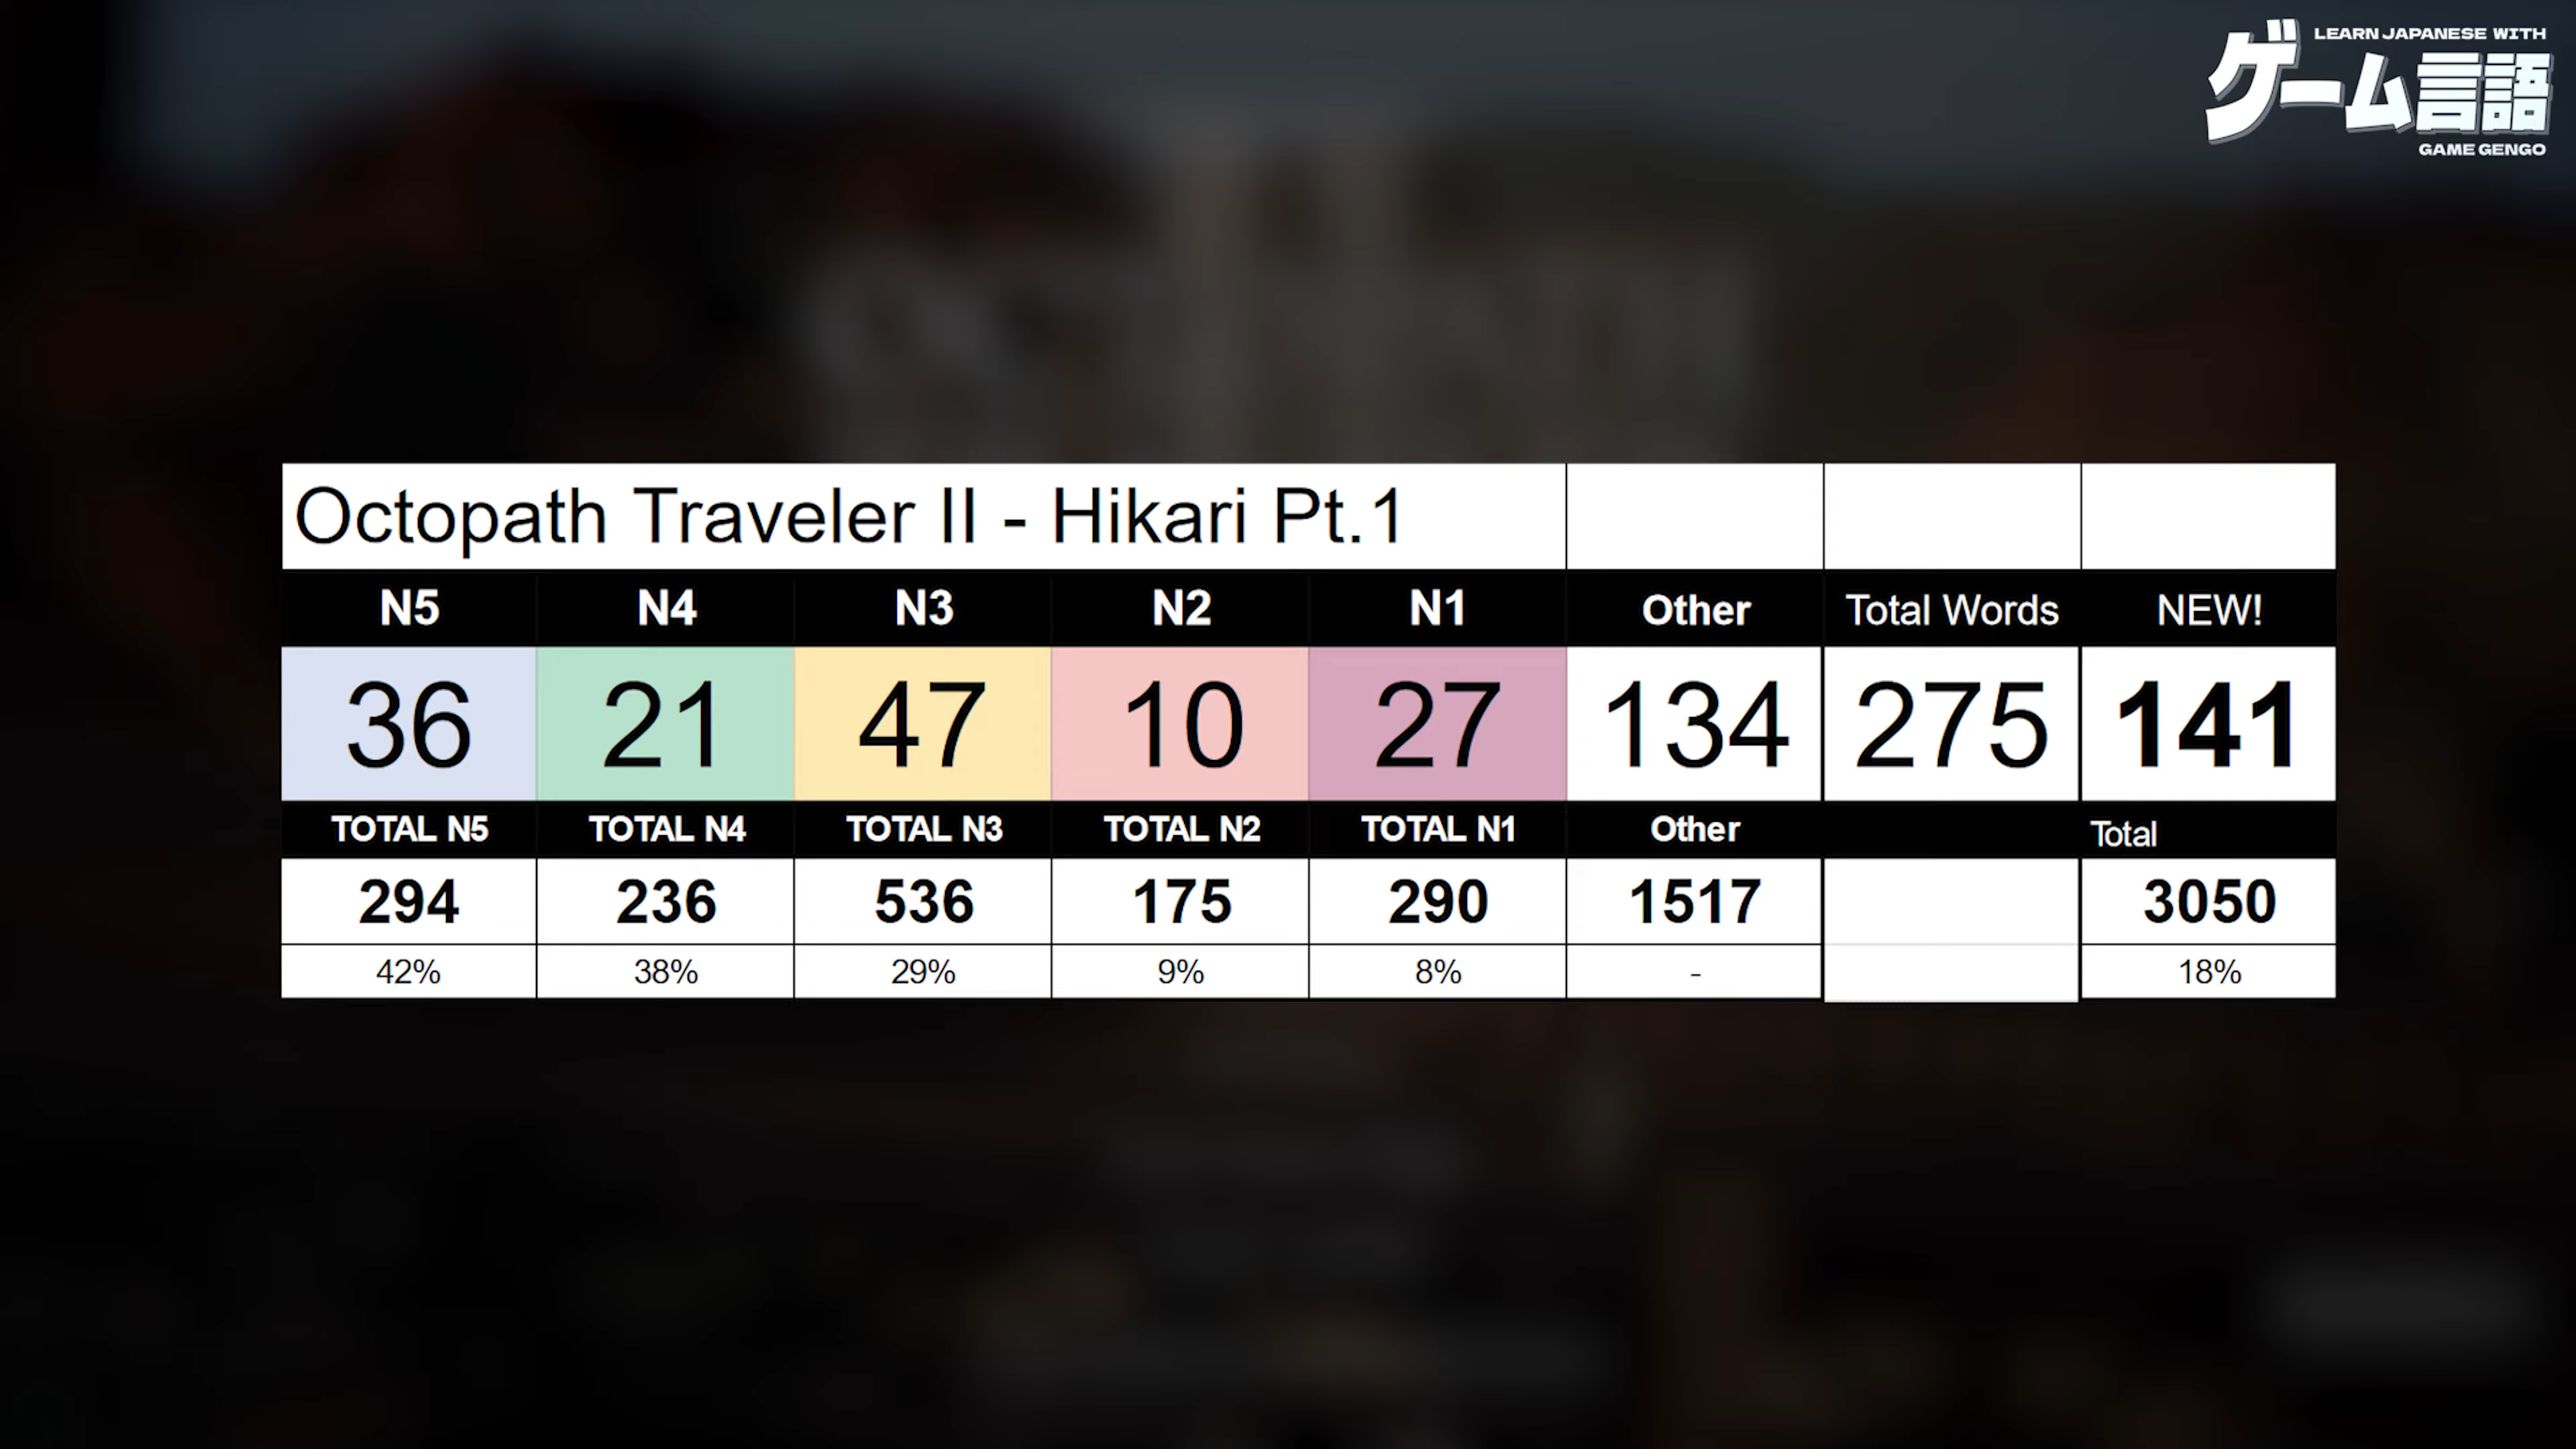 LEARN JAPANESE WITH
ゲーム言語
GAME GENGO
Octopath Traveler II - Hikari Pt.1
N5 N4 N3 N2 N1 Other Total Words NEW!
36 21 47 10 27 134 275 141
TOTAL N5 TOTAL N4 TOTAL N3 TOTAL N2 TOTAL N1 Other Total
294 236 536 175 290 1517 3050
42% 38% 29% 9% 8% - 18%